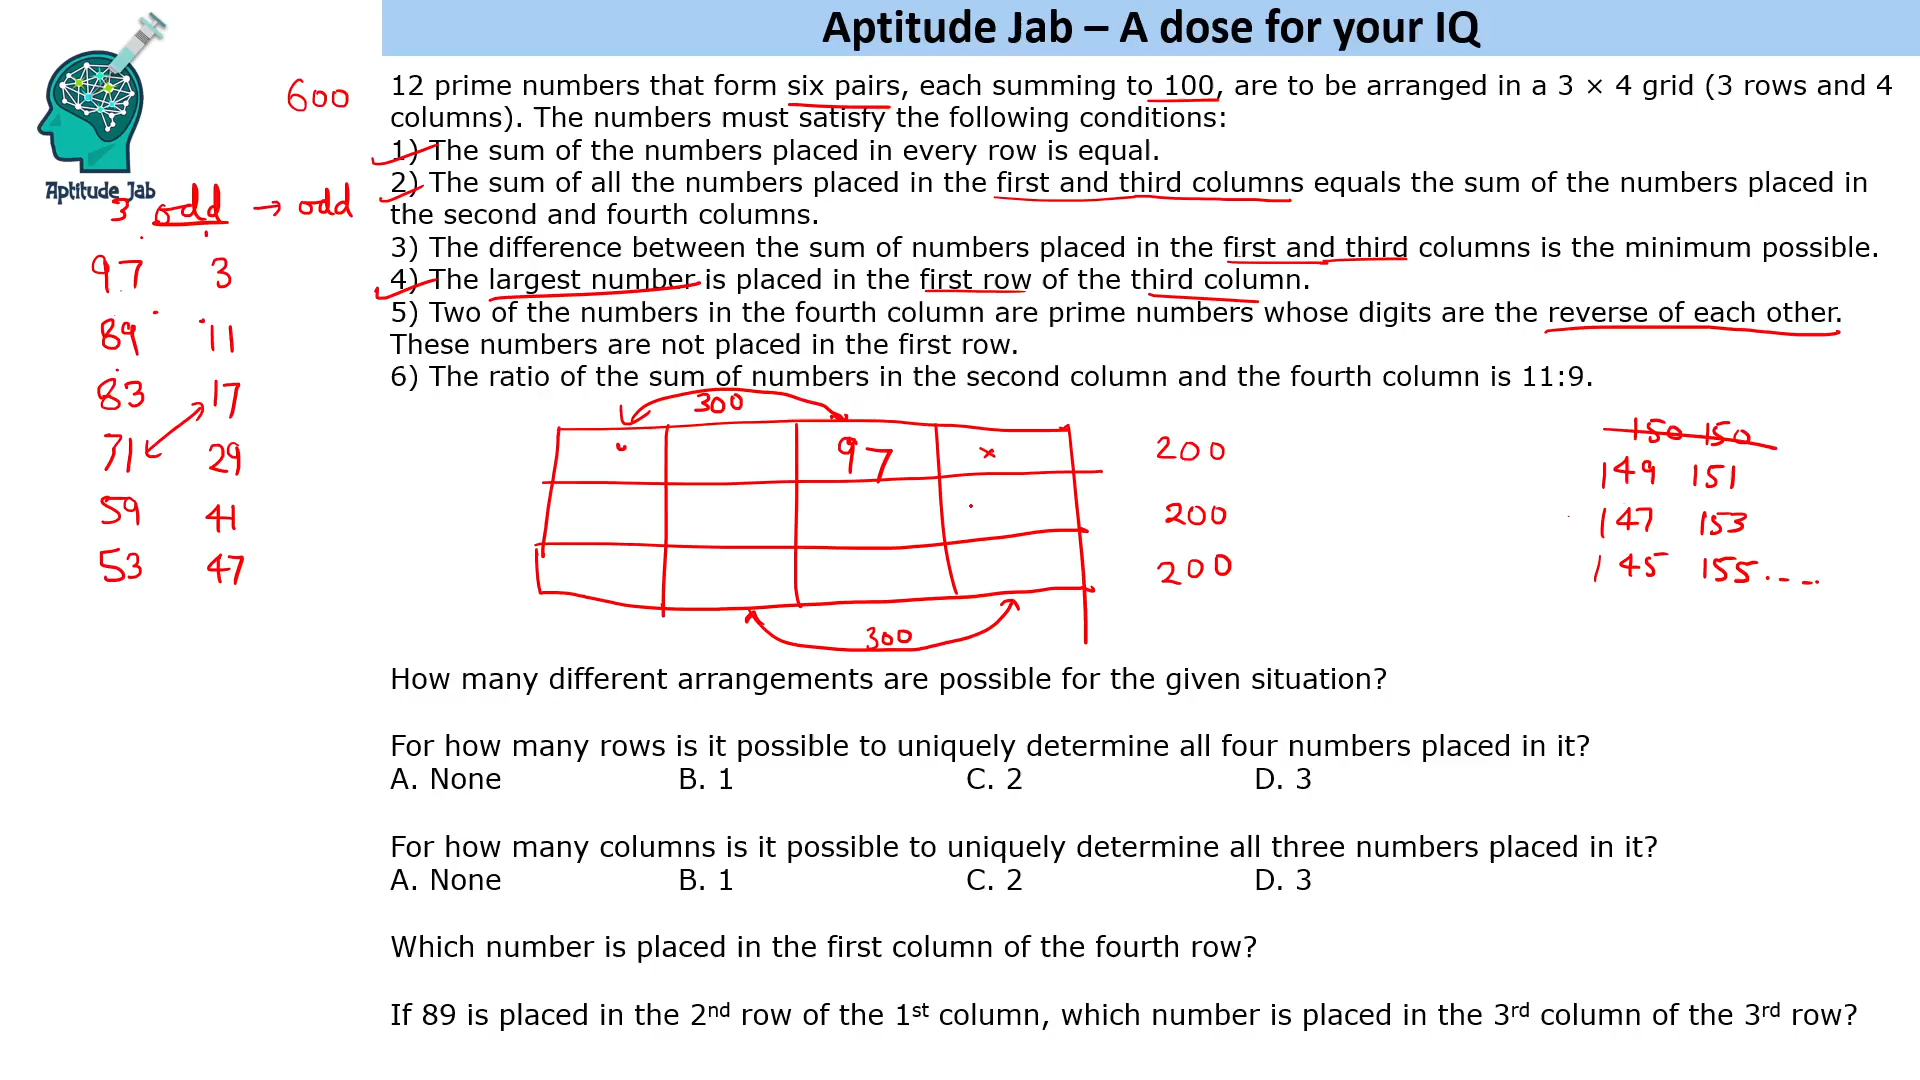 Aptitude Jab – A dose for your IQ
Aptitude Jab
600
12 prime numbers that form six pairs, each summing to 100, are to be arranged in a 3 × 4 grid (3 rows and 4
columns). The numbers must satisfy the following conditions:
1) The sum of the numbers placed in every row is equal.
2) The sum of all the numbers placed in the first and third columns equals the sum of the numbers placed in
the second and fourth columns.
3) The difference between the sum of numbers placed in the first and third columns is the minimum possible.
4) The largest number is placed in the first row of the third column.
5) Two of the numbers in the fourth column are prime numbers whose digits are the reverse of each other.
These numbers are not placed in the first row.
6) The ratio of the sum of numbers in the second column and the fourth column is 11:9.
3 odd → odd
97 3
89 11
83 17
71 29
59 41
53 47
300
97 × 200
200
200
300
150 150
149 151
147 153
145 155....
How many different arrangements are possible for the given situation?
For how many rows is it possible to uniquely determine all four numbers placed in it?
A. None B. 1 C. 2 D. 3
For how many columns is it possible to uniquely determine all three numbers placed in it?
A. None B. 1 C. 2 D. 3
Which number is placed in the first column of the fourth row?
If 89 is placed in the 2nd row of the 1st column, which number is placed in the 3rd column of the 3rd row?